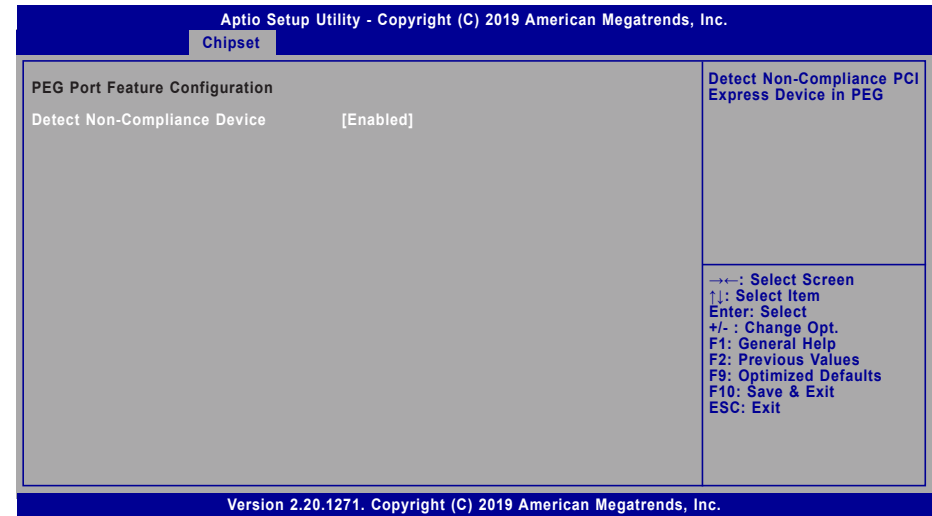 Aptio Setup Utility - Copyright (C) 2019 American Megatrends, Inc.
Chipset
PEG Port Feature Configuration
Detect Non-Compliance Device [Enabled]
Detect Non-Compliance PCI
Express Device in PEG
→←: Select Screen
↑↓: Select Item
Enter: Select
+/- : Change Opt.
F1: General Help
F2: Previous Values
F9: Optimized Defaults
F10: Save & Exit
ESC: Exit
Version 2.20.1271. Copyright (C) 2019 American Megatrends, Inc.